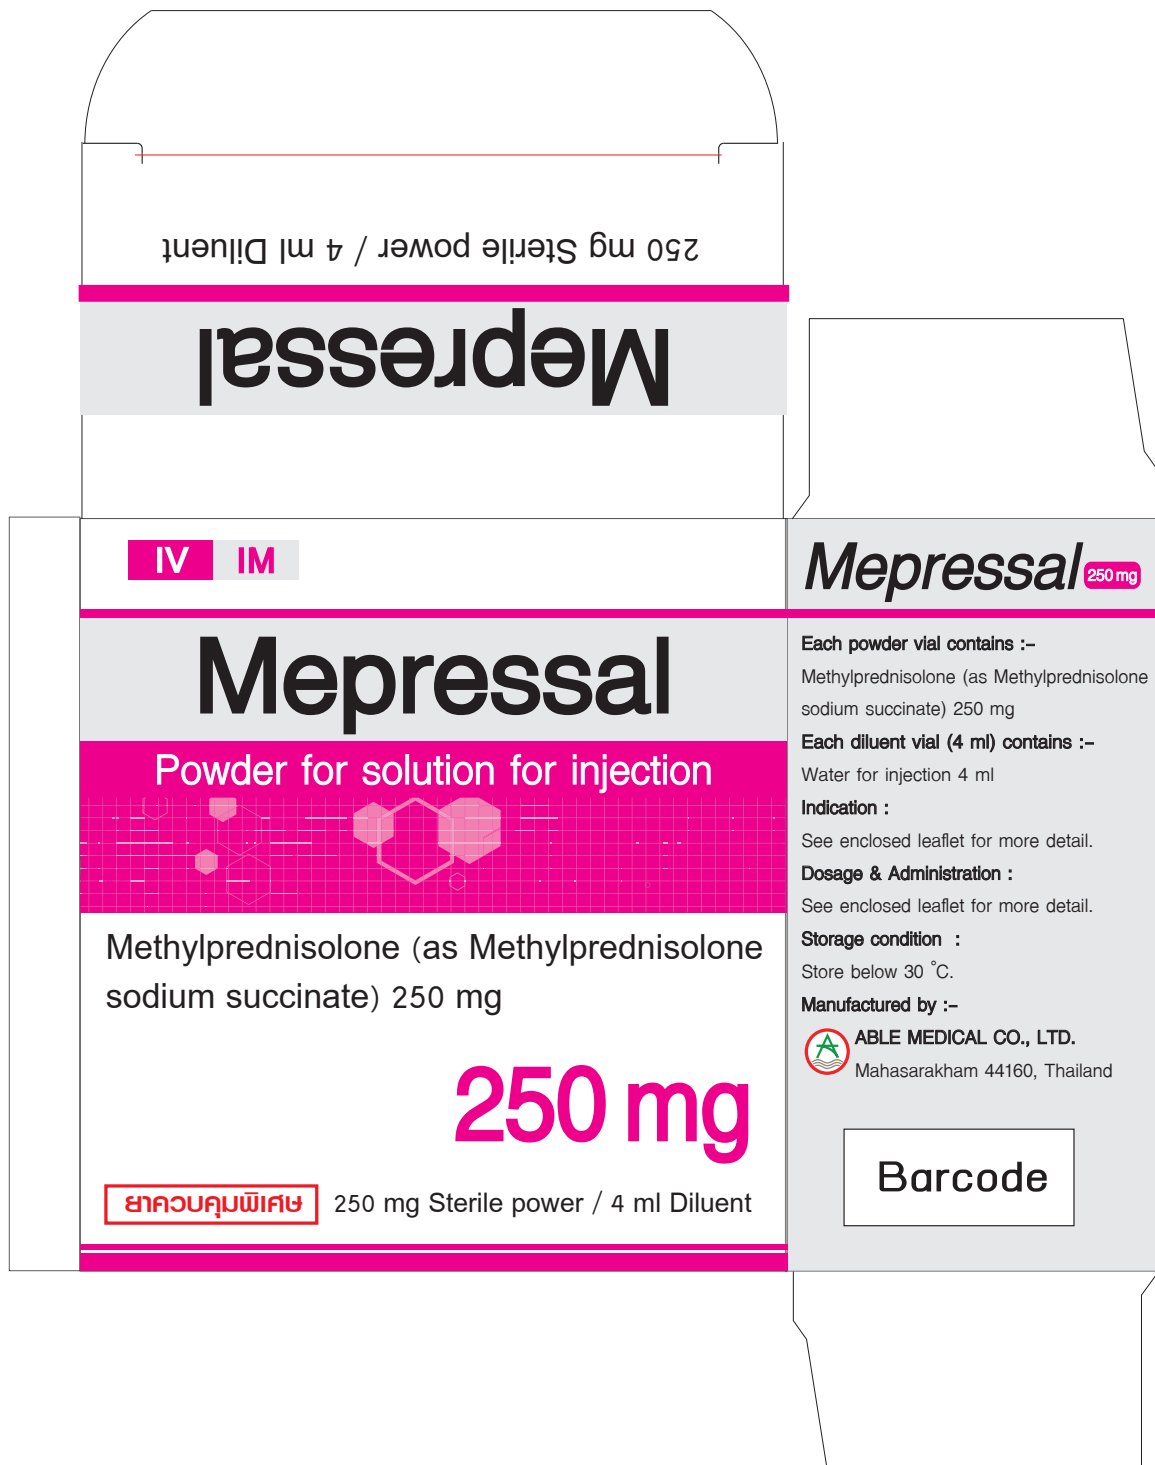 250 mg Sterile power / 4 ml Diluent
Mepressal
IV IM
Mepressal
Powder for solution for injection
Methylprednisolone (as Methylprednisolone
sodium succinate) 250 mg
250 mg
ยาควบคุมพิเศษ
250 mg Sterile power / 4 ml Diluent
Mepressal 250 mg
Each powder vial contains :-
Methylprednisolone (as Methylprednisolone
sodium succinate) 250 mg
Each diluent vial (4 ml) contains :-
Water for injection 4 ml
Indication :
See enclosed leaflet for more detail.
Dosage & Administration :
See enclosed leaflet for more detail.
Storage condition :
Store below 30 °C.
Manufactured by :-
ABLE MEDICAL CO., LTD.
Mahasarakham 44160, Thailand
Barcode